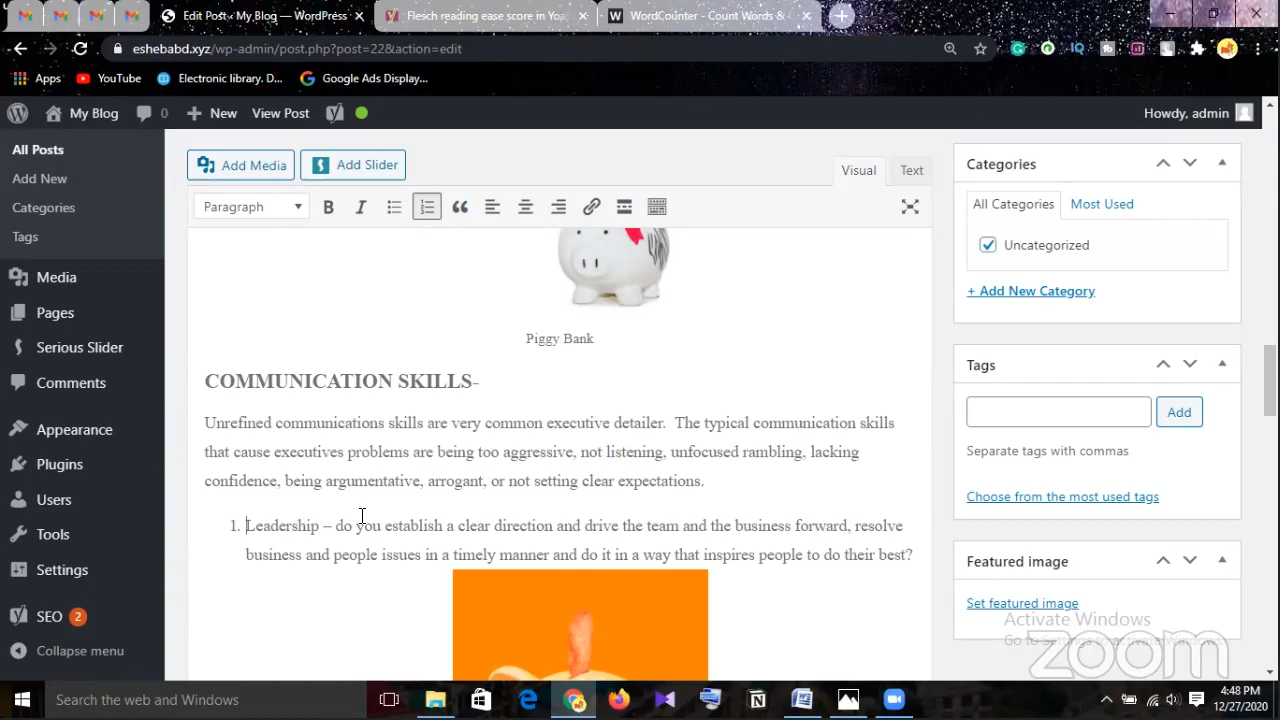 Edit Post ‹ My Blog — WordPress
Flesch reading ease score in Yoa
WordCounter - Count Words &
eshebabd.xyz/wp-admin/post.php?post=22&action=edit
Apps
YouTube
Electronic library. D...
Google Ads Display...
My Blog
0
New
View Post
Howdy, admin
All Posts
Add New
Categories
Tags
Media
Pages
Serious Slider
Comments
Appearance
Plugins
Users
Tools
Settings
SEO 2
Collapse menu
Add Media
Add Slider
Visual
Text
Paragraph
Piggy Bank
COMMUNICATION SKILLS-
Unrefined communications skills are very common executive detailer.  The typical communication skills
that cause executives problems are being too aggressive, not listening, unfocused rambling, lacking
confidence, being argumentative, arrogant, or not setting clear expectations.
1. Leadership – do you establish a clear direction and drive the team and the business forward, resolve
business and people issues in a timely manner and do it in a way that inspires people to do their best?
Categories
All Categories
Most Used
Uncategorized
+ Add New Category
Tags
Add
Separate tags with commas
Choose from the most used tags
Featured image
Set featured image
Activate Windows
zoom
Search the web and Windows
4:48 PM
12/27/2020